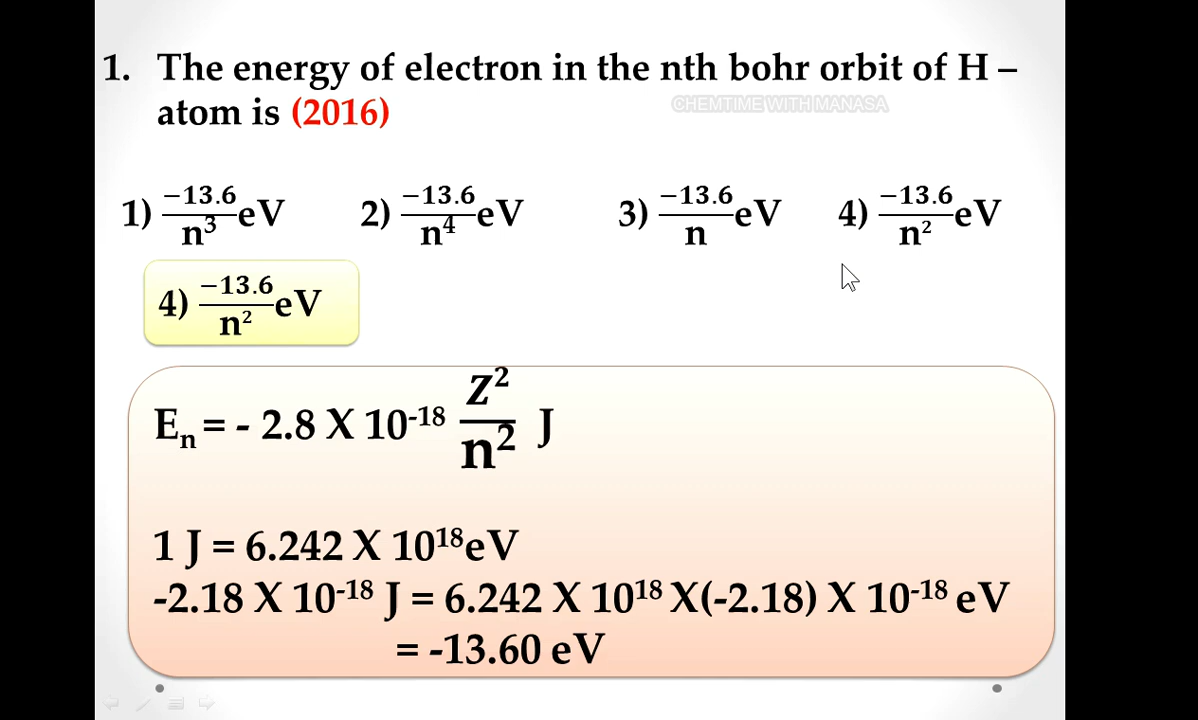 1. The energy of electron in the nth bohr orbit of H –
atom is (2016)
CHEMTIME WITH MANASA
1) −13.6/n³ eV 2) −13.6/n⁴ eV 3) −13.6/n eV 4) −13.6/n² eV
4) −13.6/n² eV
Eₙ = - 2.8 X 10⁻¹⁸ Z²/n² J
1 J = 6.242 X 10¹⁸eV
-2.18 X 10⁻¹⁸ J = 6.242 X 10¹⁸ X(-2.18) X 10⁻¹⁸ eV
= -13.60 eV